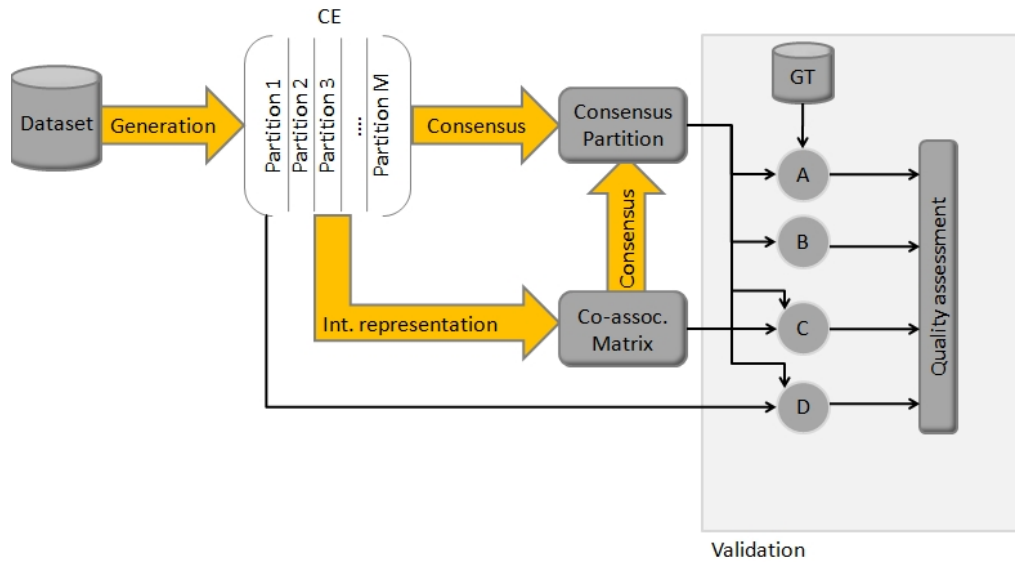 CE
Dataset
Generation
Partition 1
Partition 2
Partition 3
....
Partition M
Consensus
Consensus
Partition
GT
A
B
C
D
Quality assessment
Consensus
Int. representation
Co-assoc.
Matrix
Validation